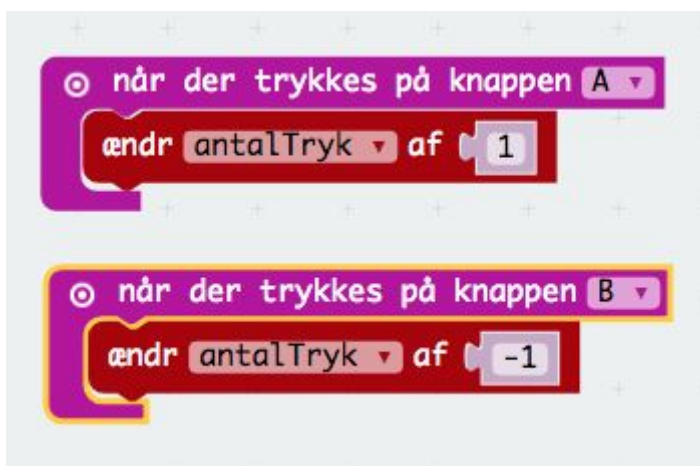 når der trykkes på knappen A
ændr antalTryk af 1
når der trykkes på knappen B
ændr antalTryk af -1